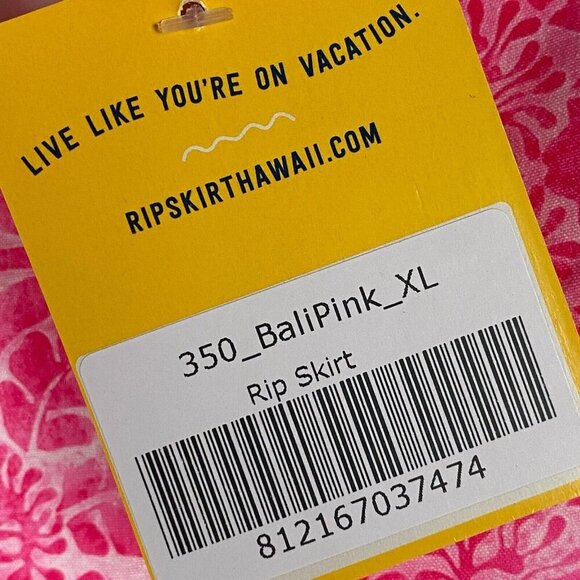 LIVE LIKE YOU'RE ON VACATION.
RIPSKIRTHAWAII.COM
350_BaliPink_XL
Rip Skirt
812167037474